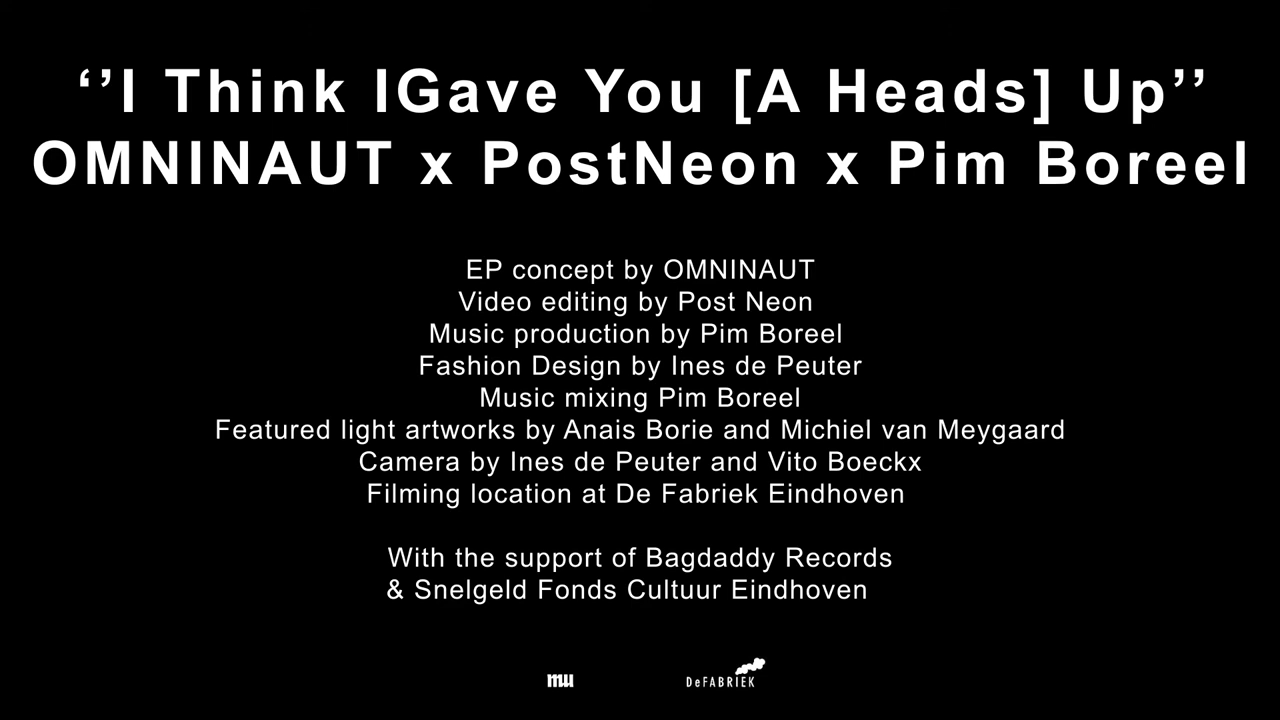 ‘’I Think IGave You [A Heads] Up’’
OMNINAUT x PostNeon x Pim Boreel
EP concept by OMNINAUT
Video editing by Post Neon
Music production by Pim Boreel
Fashion Design by Ines de Peuter
Music mixing Pim Boreel
Featured light artworks by Anais Borie and Michiel van Meygaard
Camera by Ines de Peuter and Vito Boeckx
Filming location at De Fabriek Eindhoven
With the support of Bagdaddy Records
& Snelgeld Fonds Cultuur Eindhoven
mu
DeFABRIEK